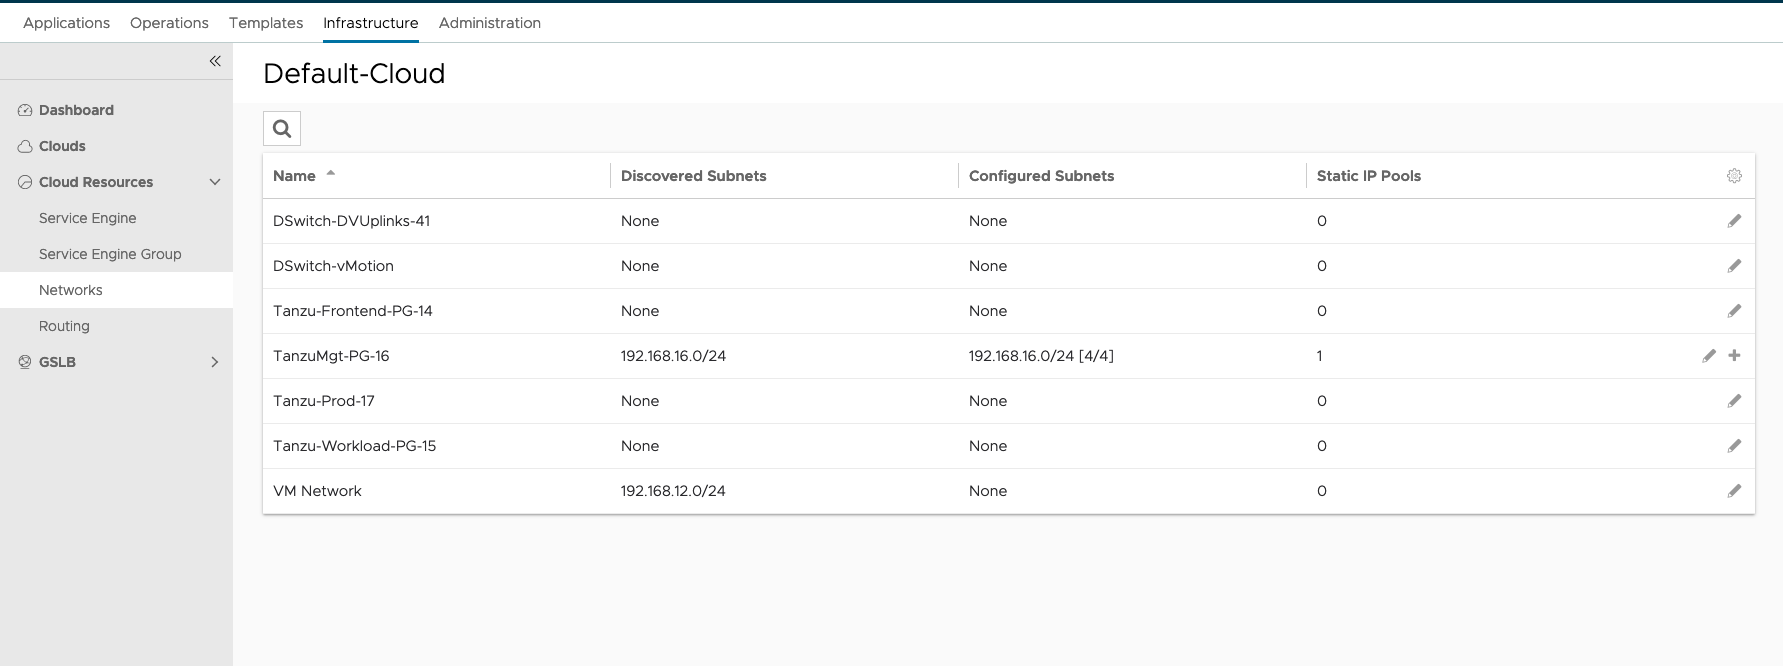 Applications Operations Templates Infrastructure Administration
Default-Cloud
Dashboard
Clouds
Cloud Resources
Service Engine
Service Engine Group
Networks
Routing
GSLB
Name Discovered Subnets Configured Subnets Static IP Pools
DSwitch-DVUplinks-41 None None 0
DSwitch-vMotion None None 0
Tanzu-Frontend-PG-14 None None 0
TanzuMgt-PG-16 192.168.16.0/24 192.168.16.0/24 [4/4] 1
Tanzu-Prod-17 None None 0
Tanzu-Workload-PG-15 None None 0
VM Network 192.168.12.0/24 None 0